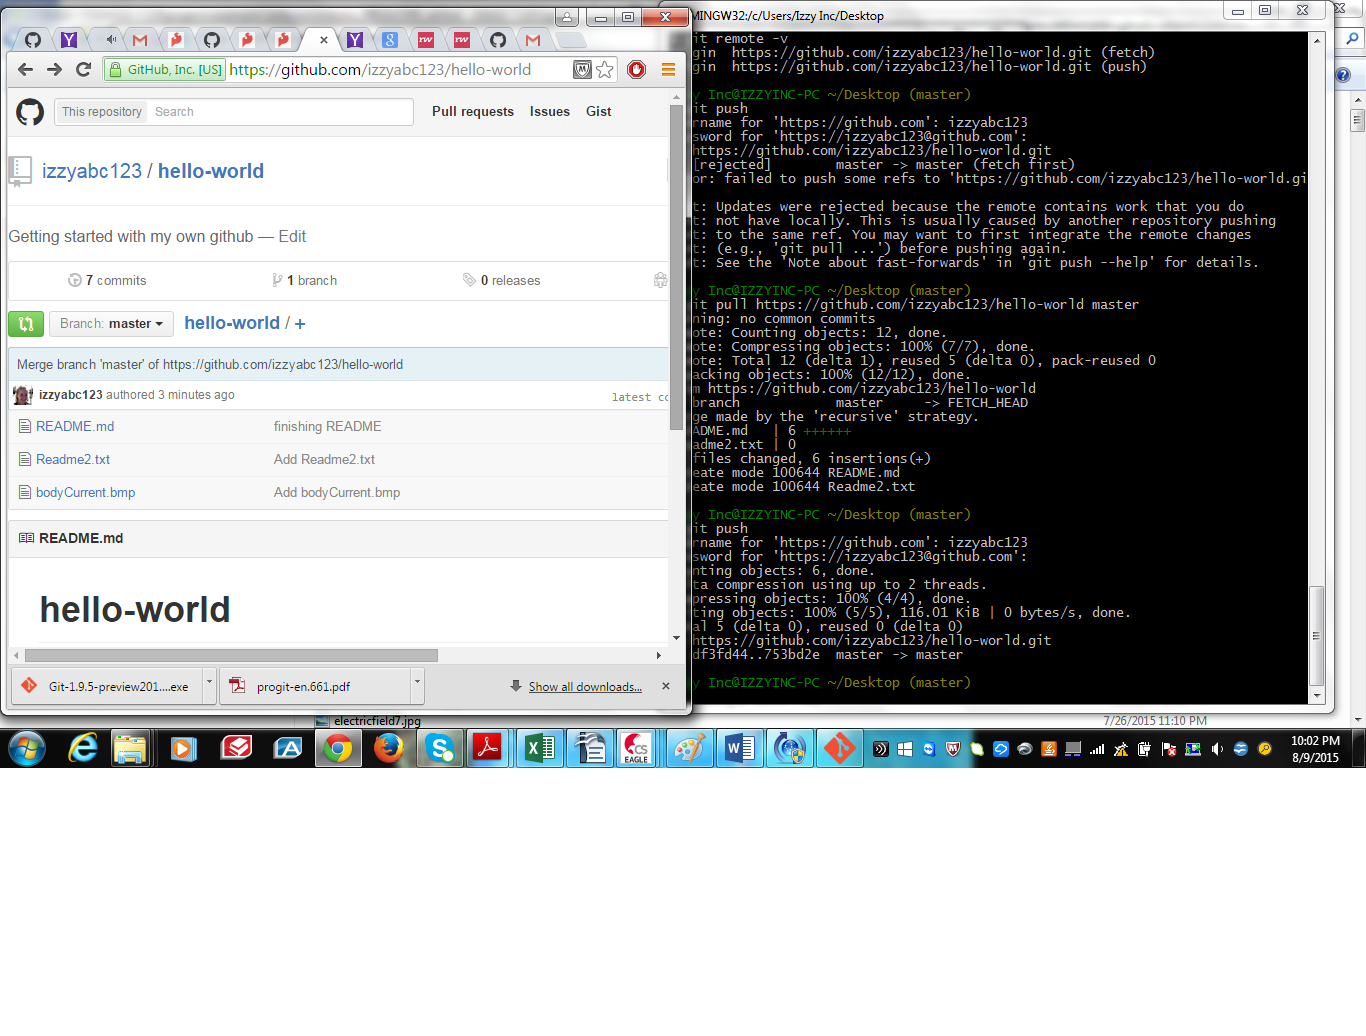 GitHub, Inc. [US] https://github.com/izzyabc123/hello-world
This repository Search Pull requests Issues Gist
izzyabc123 / hello-world
Getting started with my own github — Edit
7 commits 1 branch 0 releases
Branch: master hello-world / +
Merge branch 'master' of https://github.com/izzyabc123/hello-world
izzyabc123 authored 3 minutes ago latest co
README.md finishing README
Readme2.txt Add Readme2.txt
bodyCurrent.bmp Add bodyCurrent.bmp
README.md
hello-world
Git-1.9.5-preview201....exe progit-en.661.pdf Show all downloads...
MINGW32:/c/Users/Izzy Inc/Desktop
it remote -v
gin https://github.com/izzyabc123/hello-world.git (fetch)
gin https://github.com/izzyabc123/hello-world.git (push)
y Inc@IZZYINC-PC ~/Desktop (master)
it push
rname for 'https://github.com': izzyabc123
sword for 'https://izzyabc123@github.com':
https://github.com/izzyabc123/hello-world.git
[rejected] master -> master (fetch first)
or: failed to push some refs to 'https://github.com/izzyabc123/hello-world.gi
t: Updates were rejected because the remote contains work that you do
t: not have locally. This is usually caused by another repository pushing
t: to the same ref. You may want to first integrate the remote changes
t: (e.g., 'git pull ...') before pushing again.
t: See the 'Note about fast-forwards' in 'git push --help' for details.
y Inc@IZZYINC-PC ~/Desktop (master)
it pull https://github.com/izzyabc123/hello-world master
ning: no common commits
ote: Counting objects: 12, done.
ote: Compressing objects: 100% (7/7), done.
ote: Total 12 (delta 1), reused 5 (delta 0), pack-reused 0
acking objects: 100% (12/12), done.
m https://github.com/izzyabc123/hello-world
branch master -> FETCH_HEAD
ge made by the 'recursive' strategy.
ADME.md | 6 ++++++
adme2.txt | 0
files changed, 6 insertions(+)
eate mode 100644 README.md
eate mode 100644 Readme2.txt
y Inc@IZZYINC-PC ~/Desktop (master)
it push
rname for 'https://github.com': izzyabc123
sword for 'https://izzyabc123@github.com':
nting objects: 6, done.
ta compression using up to 2 threads.
pressing objects: 100% (4/4), done.
ting objects: 100% (5/5), 116.01 KiB | 0 bytes/s, done.
al 5 (delta 0), reused 0 (delta 0)
https://github.com/izzyabc123/hello-world.git
df3fd44..753bd2e master -> master
y Inc@IZZYINC-PC ~/Desktop (master)
electricfield7.jpg 7/26/2015 11:10 PM
CS
EAGLE
10:02 PM
8/9/2015